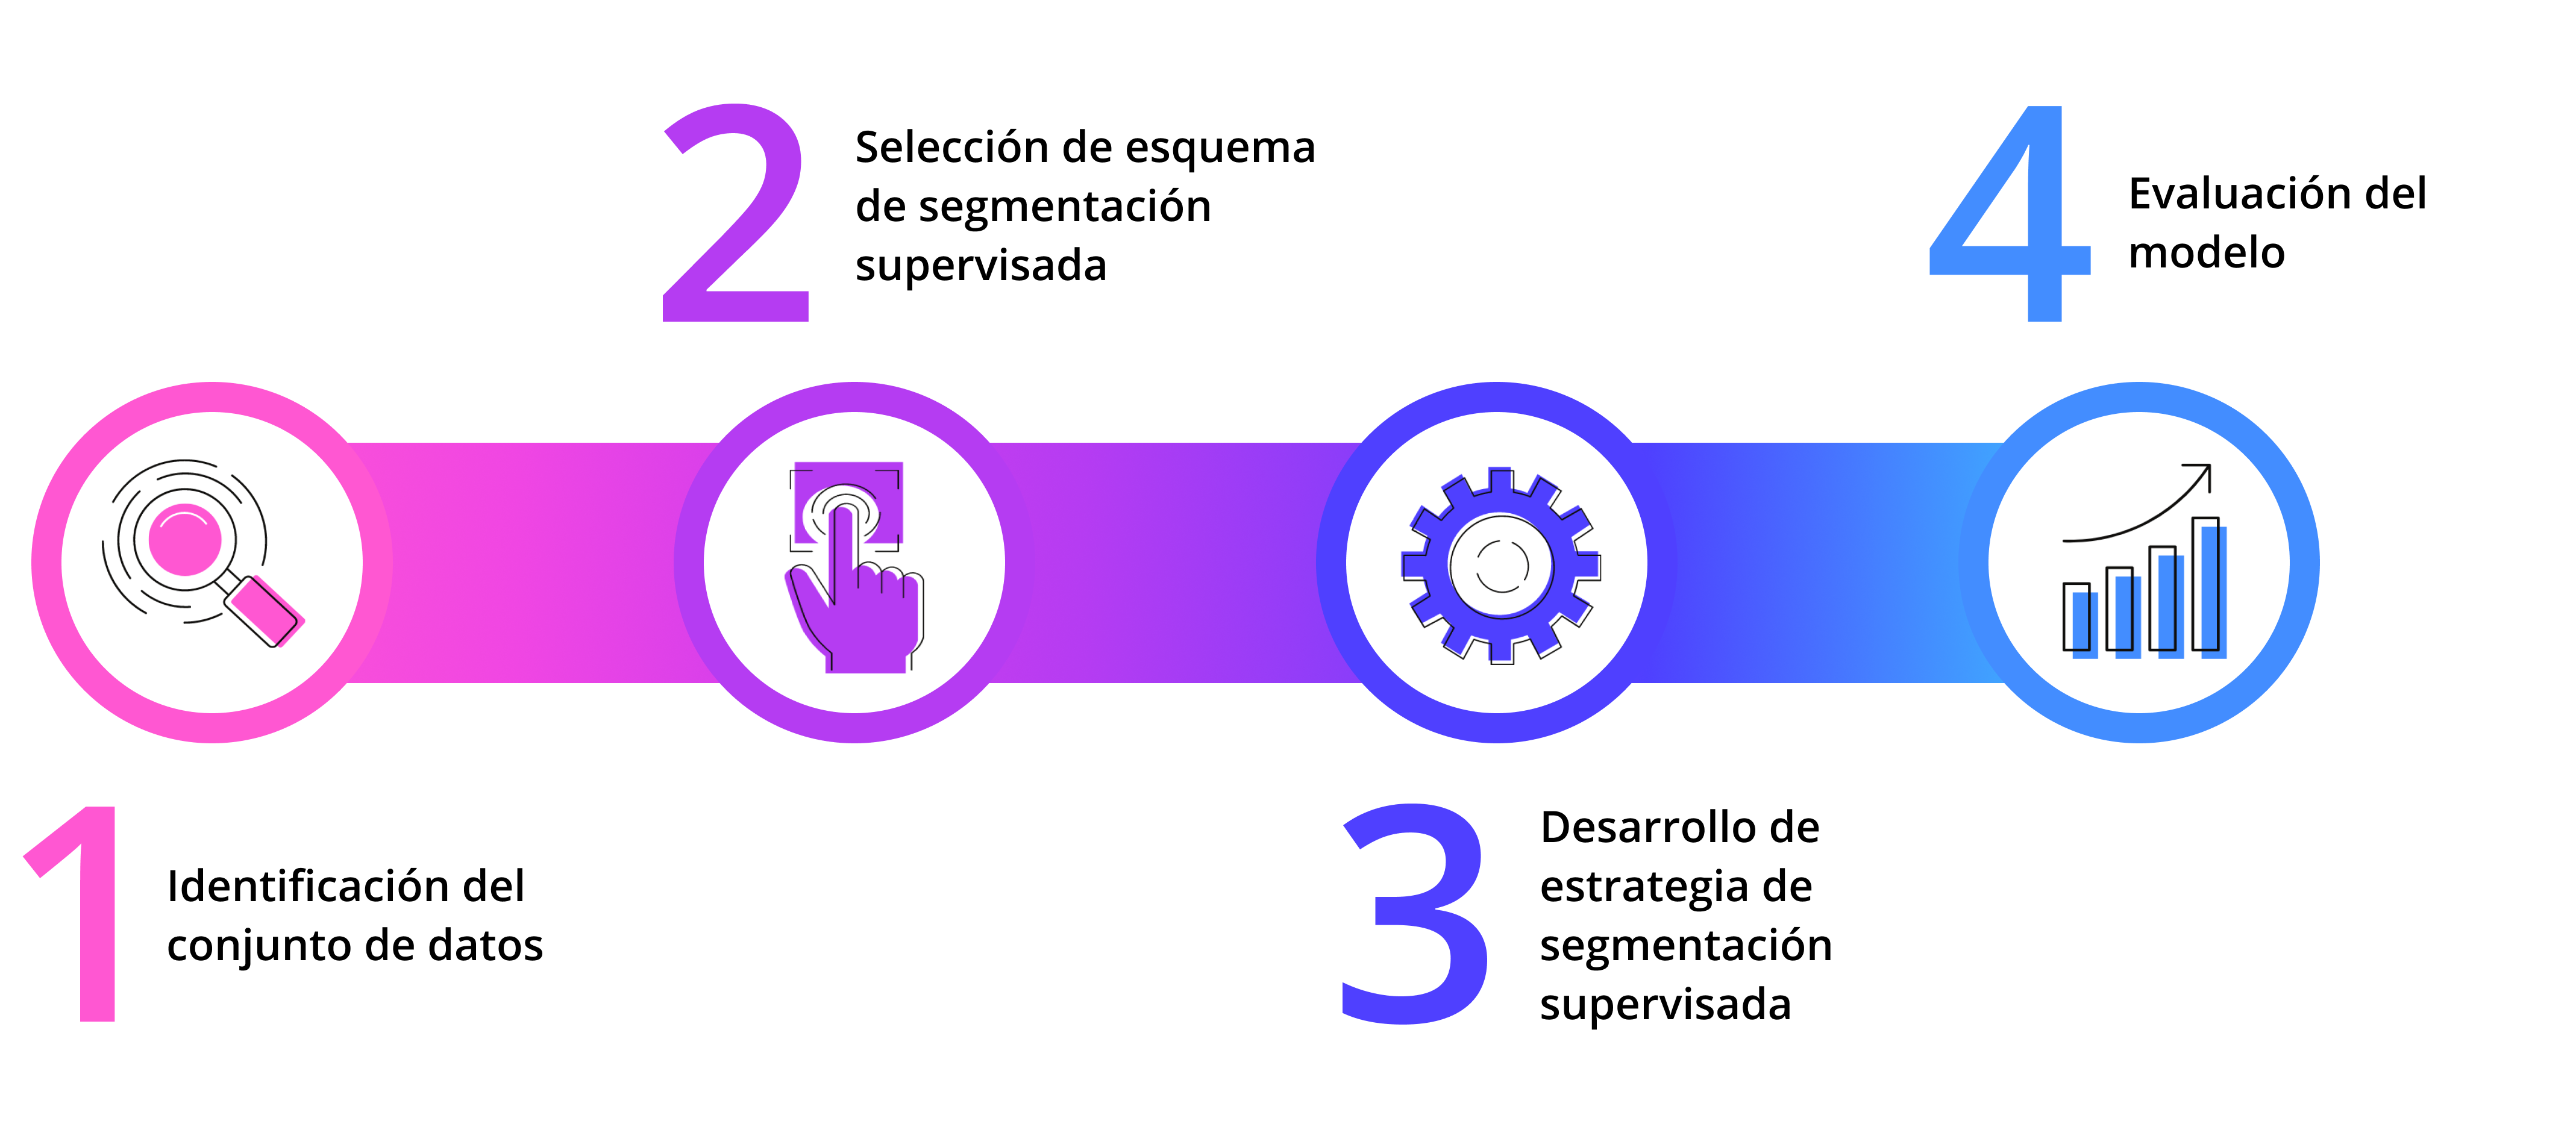 1
Identificación del
conjunto de datos
2
Selección de esquema
de segmentación
supervisada
3
Desarrollo de
estrategia de
segmentación
supervisada
4
Evaluación del
modelo